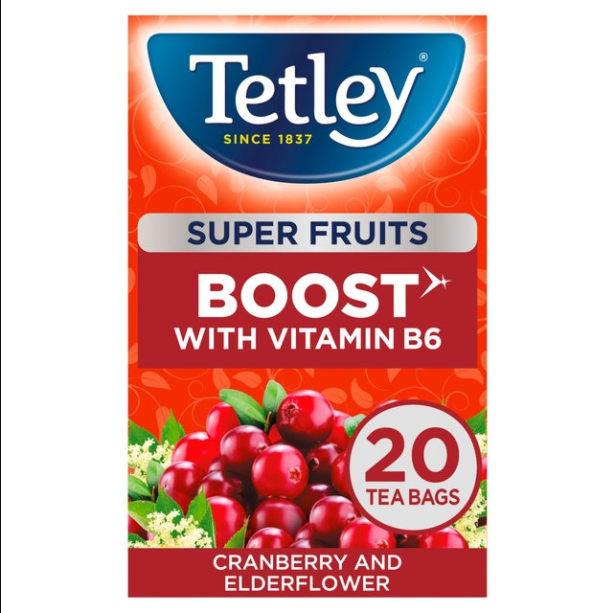 Tetley®
SINCE 1837
SUPER FRUITS
BOOST
WITH VITAMIN B6
20
TEA BAGS
CRANBERRY AND
ELDERFLOWER